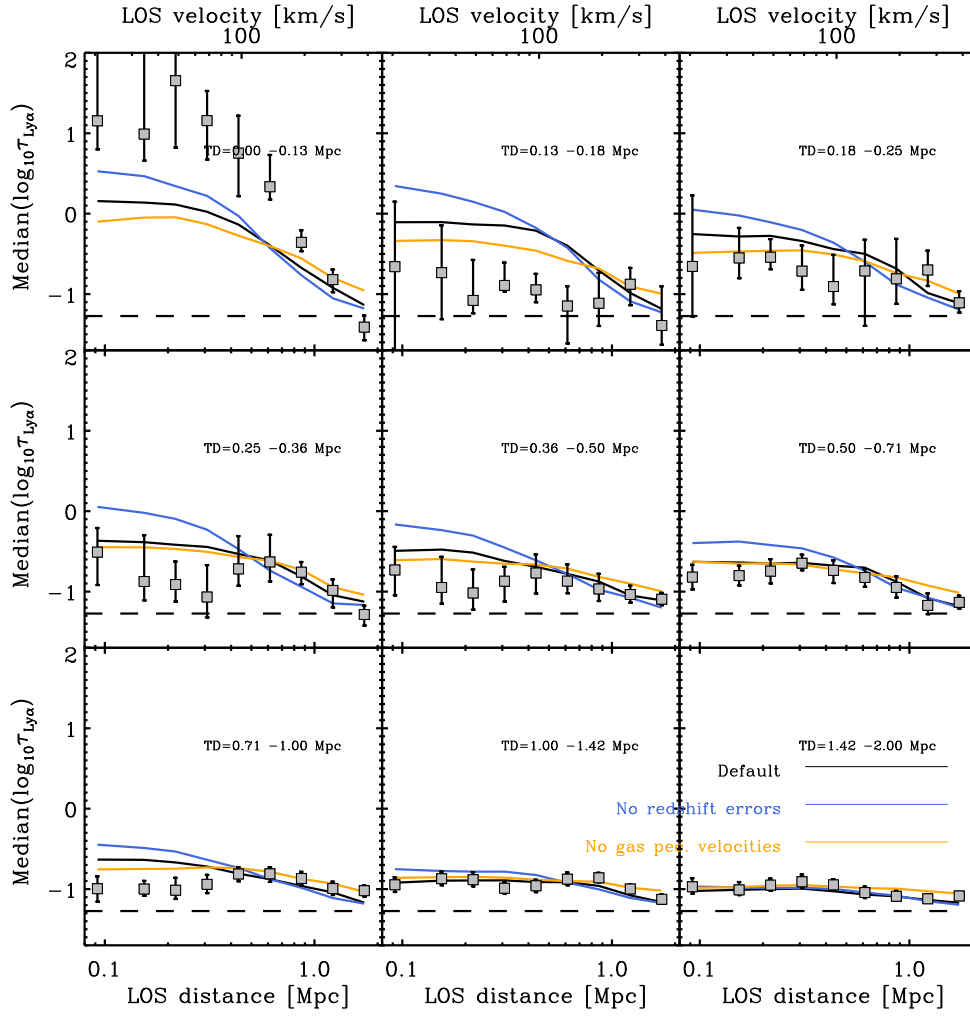 LOS velocity [km/s] LOS velocity [km/s] LOS velocity [km/s]
100 100 100
2
1
0
−1
Median(log10τLyα)
TD=0.00 −0.13 Mpc TD=0.13 −0.18 Mpc TD=0.18 −0.25 Mpc
2
1
0
−1
Median(log10τLyα)
TD=0.25 −0.36 Mpc TD=0.36 −0.50 Mpc TD=0.50 −0.71 Mpc
2
1
0
−1
Median(log10τLyα)
TD=0.71 −1.00 Mpc TD=1.00 −1.42 Mpc TD=1.42 −2.00 Mpc
Default
No redshift errors
No gas pec. velocities
0.1 1.0 0.1 1.0 0.1 1.0
LOS distance [Mpc] LOS distance [Mpc] LOS distance [Mpc]